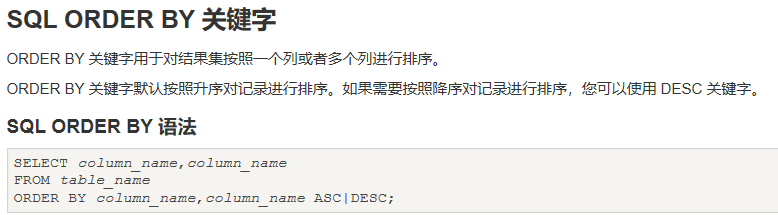 SQL ORDER BY 关键字
ORDER BY 关键字用于对结果集按照一个列或者多个列进行排序。
ORDER BY 关键字默认按照升序对记录进行排序。如果需要按照降序对记录进行排序，您可以使用 DESC 关键字。
SQL ORDER BY 语法
SELECT column_name,column_name
FROM table_name
ORDER BY column_name,column_name ASC|DESC;